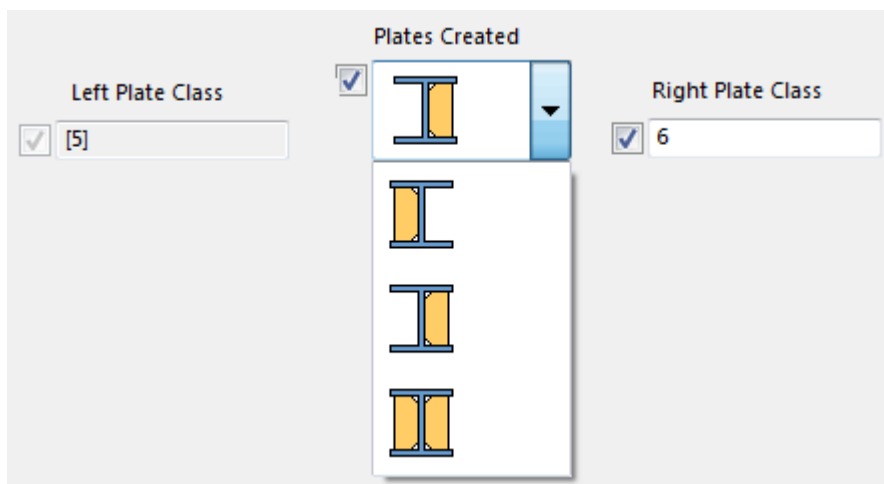 Plates Created
Left Plate Class
Right Plate Class
[5]
6